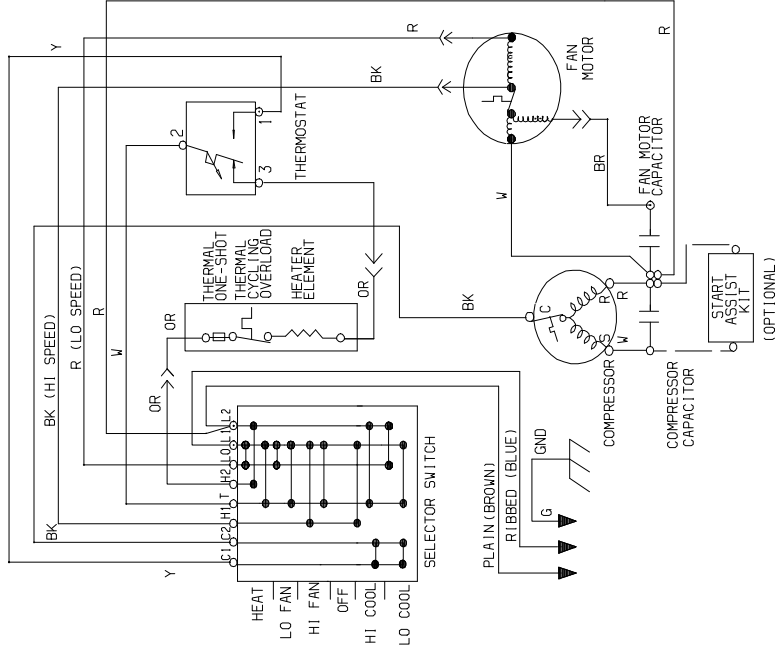 Y
R
BK
FAN
MOTOR
R
2
1
3
THERMOSTAT
W
BR
FAN MOTOR
CAPACITOR
BK (HI SPEED)
R (LO SPEED)
R
W
OR
THERMAL
ONE-SHOT
THERMAL
CYCLING
OVERLOAD
HEATER
ELEMENT
OR
OR
BK
C
S
R
R
W
COMPRESSOR
COMPRESSOR
CAPACITOR
START
ASSIST
KIT
(OPTIONAL)
BK
Y
C1
C2
H1
T
H2
LO
L1
L2
SELECTOR SWITCH
HEAT
LO FAN
HI FAN
OFF
HI COOL
LO COOL
PLAIN(BROWN)
RIBBED (BLUE)
G
GND